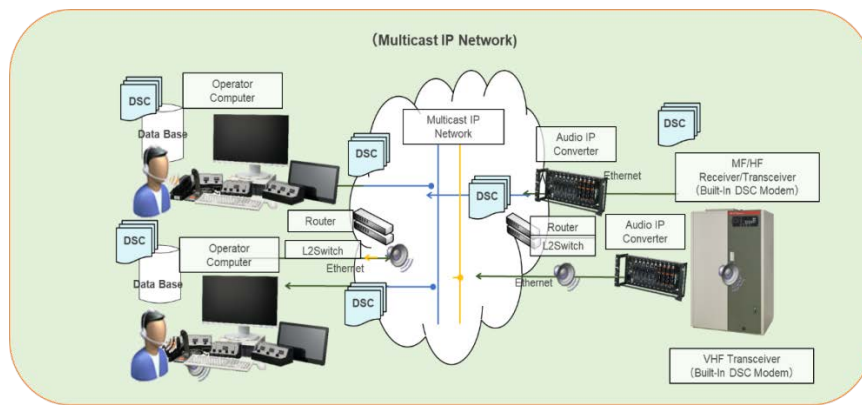 (Multicast IP Network)
DSC
Operator
Computer
Data Base
DSC
Multicast IP
Network
DSC
Audio IP
Converter
Ethernet
DSC
MF/HF
Receiver/Transceiver
(Built-In DSC Modem)
Router
L2Switch
Ethernet
DSC
Operator
Computer
Data Base
DSC
Router
L2Switch
Ethernet
Audio IP
Converter
VHF Transceiver
(Built-In DSC Modem)